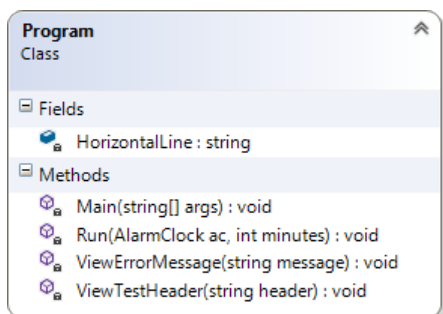 Program
Class
Fields
HorizontalLine : string
Methods
Main(string[] args) : void
Run(AlarmClock ac, int minutes) : void
ViewErrorMessage(string message) : void
ViewTestHeader(string header) : void